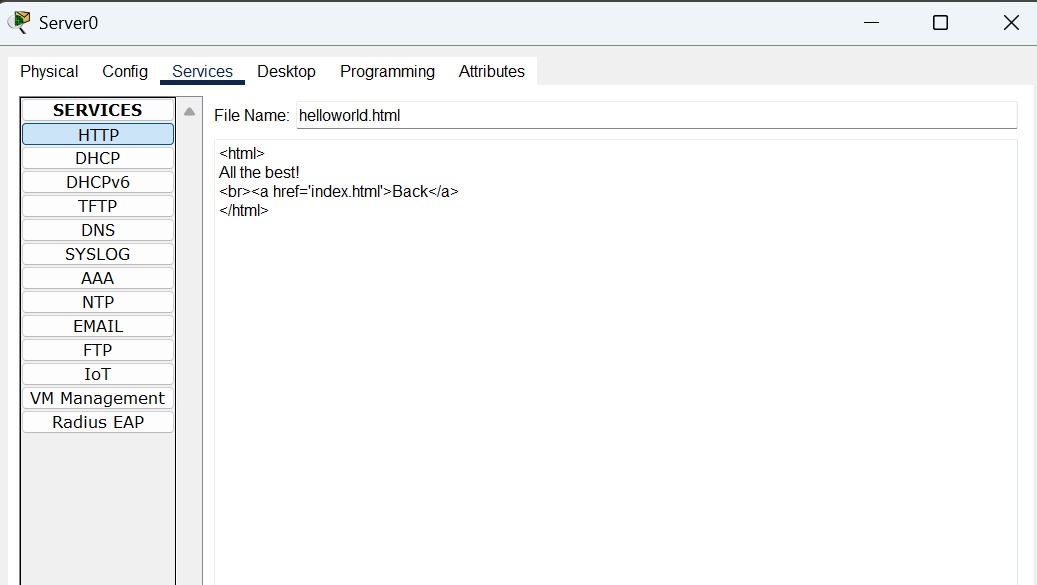 Server0
Physical Config Services Desktop Programming Attributes
SERVICES
HTTP
DHCP
DHCPv6
TFTP
DNS
SYSLOG
AAA
NTP
EMAIL
FTP
IoT
VM Management
Radius EAP
File Name: helloworld.html
<html>
All the best!
<br><a href='index.html'>Back</a>
</html>